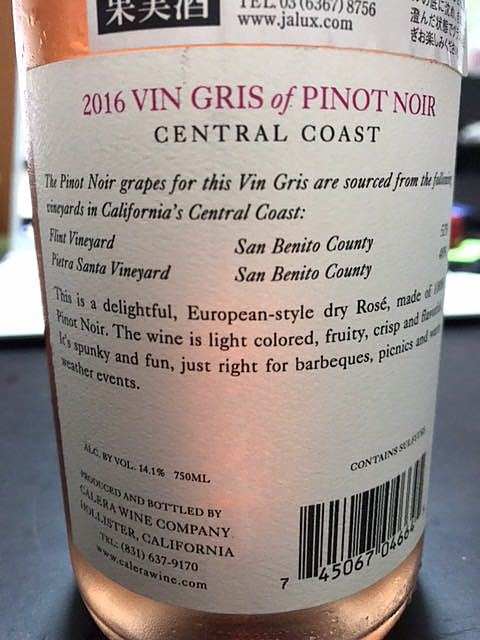 果実酒
TEL. 03 (6367) 8756
www.jalux.com
2016 VIN GRIS of PINOT NOIR
CENTRAL COAST
The Pinot Noir grapes for this Vin Gris are sourced from the following
vineyards in California's Central Coast:
Flint Vineyard San Benito County
Pietra Santa Vineyard San Benito County
This is a delightful, European-style dry Rosé, made of
Pinot Noir. The wine is light colored, fruity, crisp and
It's spunky and fun, just right for barbeques, picnics and
weather events.
ALC. BY VOL. 14.1% 750ML
CONTAINS SULFITES
PRODUCED AND BOTTLED BY
CALERA WINE COMPANY
HOLLISTER, CALIFORNIA
TEL: (831) 637-9170
www.calerawine.com
7 45067 04664